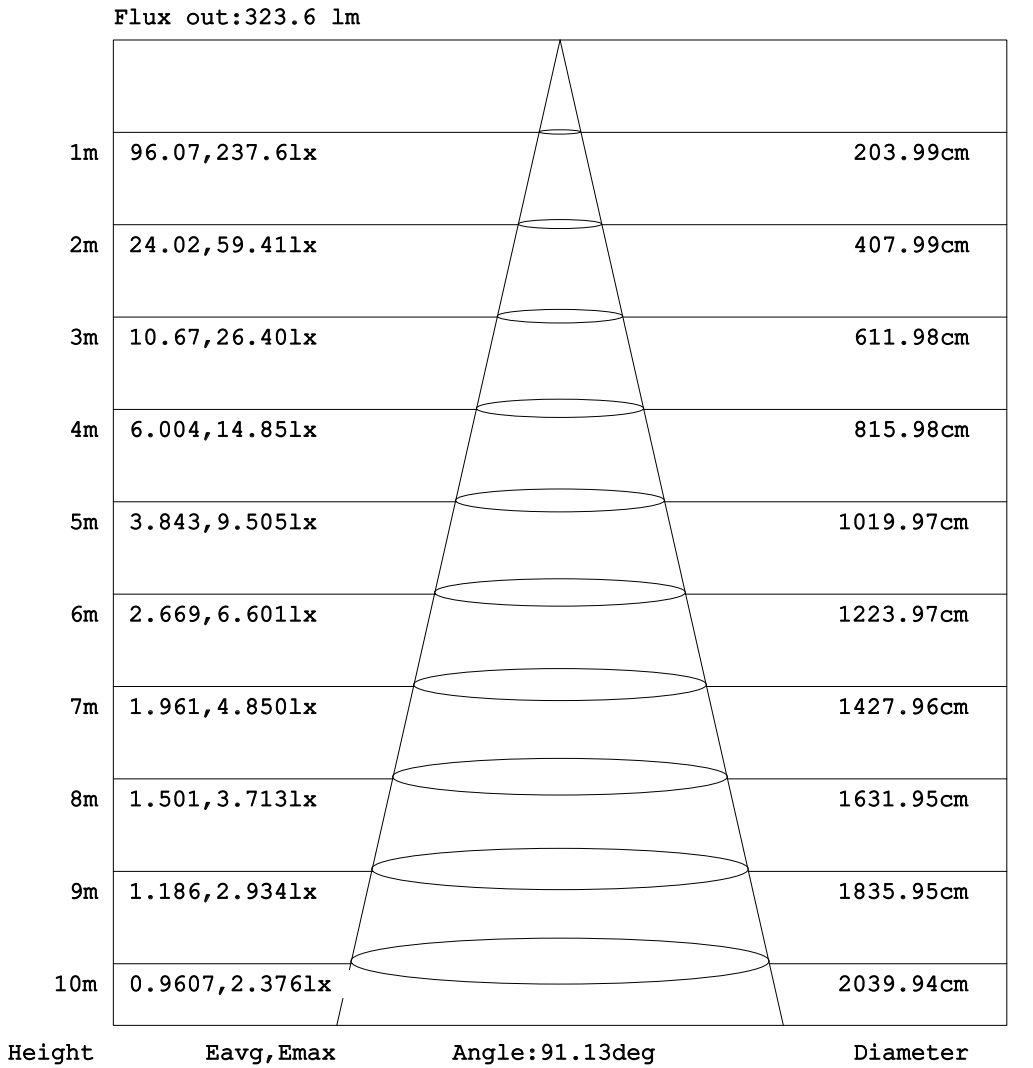 Flux out:323.6 lm
1m 96.07,237.6lx 203.99cm
2m 24.02,59.41lx 407.99cm
3m 10.67,26.40lx 611.98cm
4m 6.004,14.85lx 815.98cm
5m 3.843,9.505lx 1019.97cm
6m 2.669,6.601lx 1223.97cm
7m 1.961,4.850lx 1427.96cm
8m 1.501,3.713lx 1631.95cm
9m 1.186,2.934lx 1835.95cm
10m 0.9607,2.376lx 2039.94cm
Height Eavg,Emax Angle:91.13deg Diameter